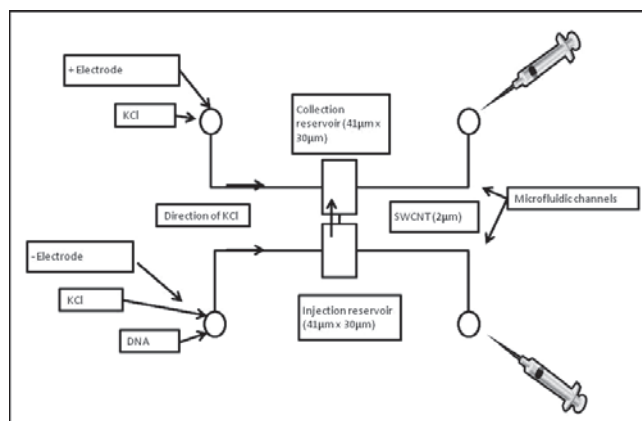 +Electrode
KCl
Collection
reservoir (41μm x
30μm)
Direction of KCl
SWCNT (2μm)
Microfluidic channels
-Electrode
KCl
DNA
Injection reservoir
(41μm x 30μm)